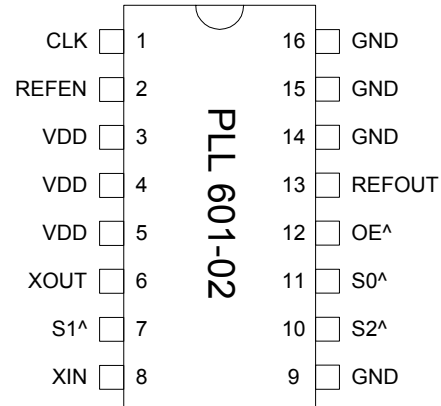 CLK 1 16 GND
REFEN 2 15 GND
VDD 3 14 GND
VDD 4 13 REFOUT
VDD 5 12 OE^
XOUT 6 11 S0^
S1^ 7 10 S2^
XIN 8 9 GND
PLL 601-02